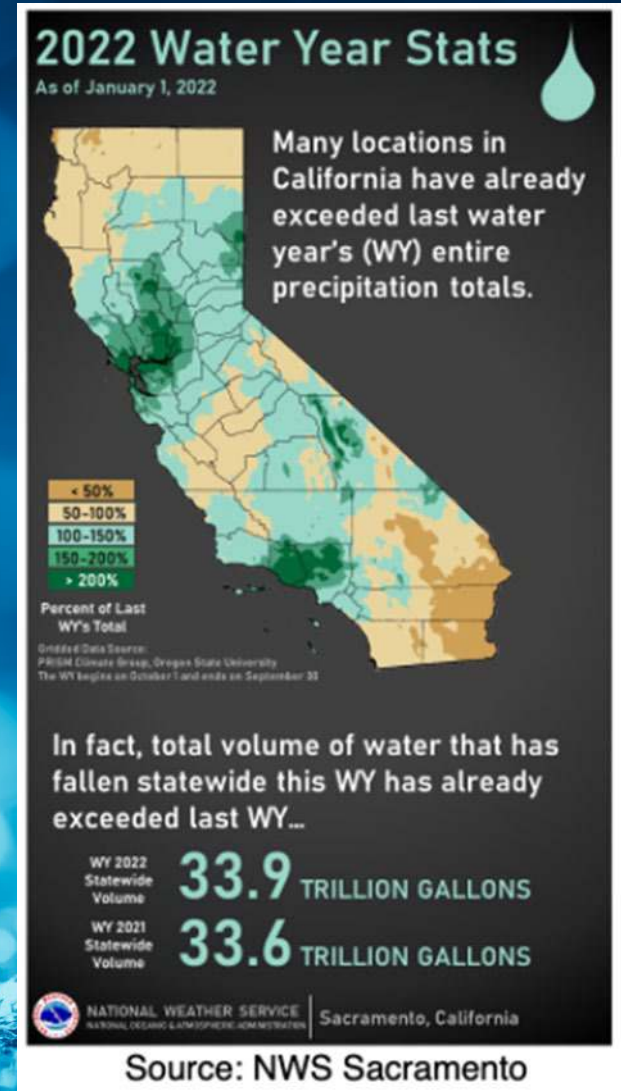 2022 Water Year Stats
As of January 1, 2022
Many locations in
California have already
exceeded last water
year's (WY) entire
precipitation totals.
< 50%
50-100%
100-150%
150-200%
> 200%
Percent of Last
WY's Total
Gridded Data Source:
PRISM Climate Group, Oregon State University
The WY begins on October 1 and ends on September 30
In fact, total volume of water that has
fallen statewide this WY has already
exceeded last WY...
WY 2022
Statewide
Volume
33.9 TRILLION GALLONS
WY 2021
Statewide
Volume
33.6 TRILLION GALLONS
NATIONAL WEATHER SERVICE
NATIONAL OCEANIC & ATMOSPHERIC ADMINISTRATION
Sacramento, California
Source: NWS Sacramento